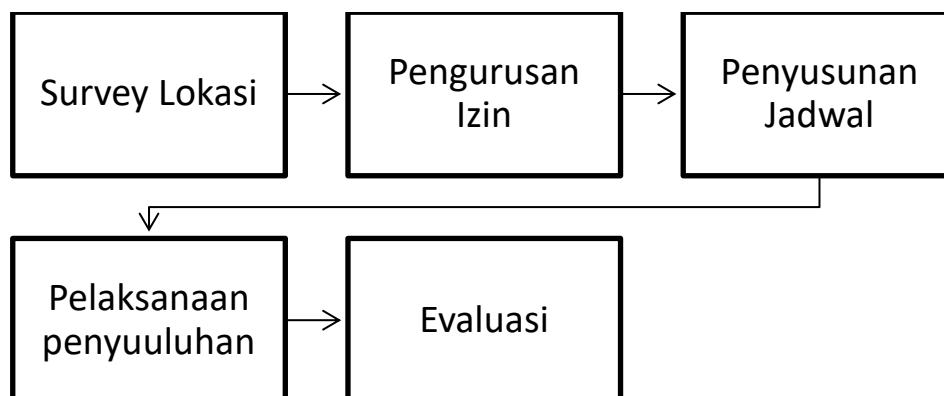 Survey Lokasi
Pengurusan
Izin
Penyusunan
Jadwal
Pelaksanaan
penyuuluhan
Evaluasi